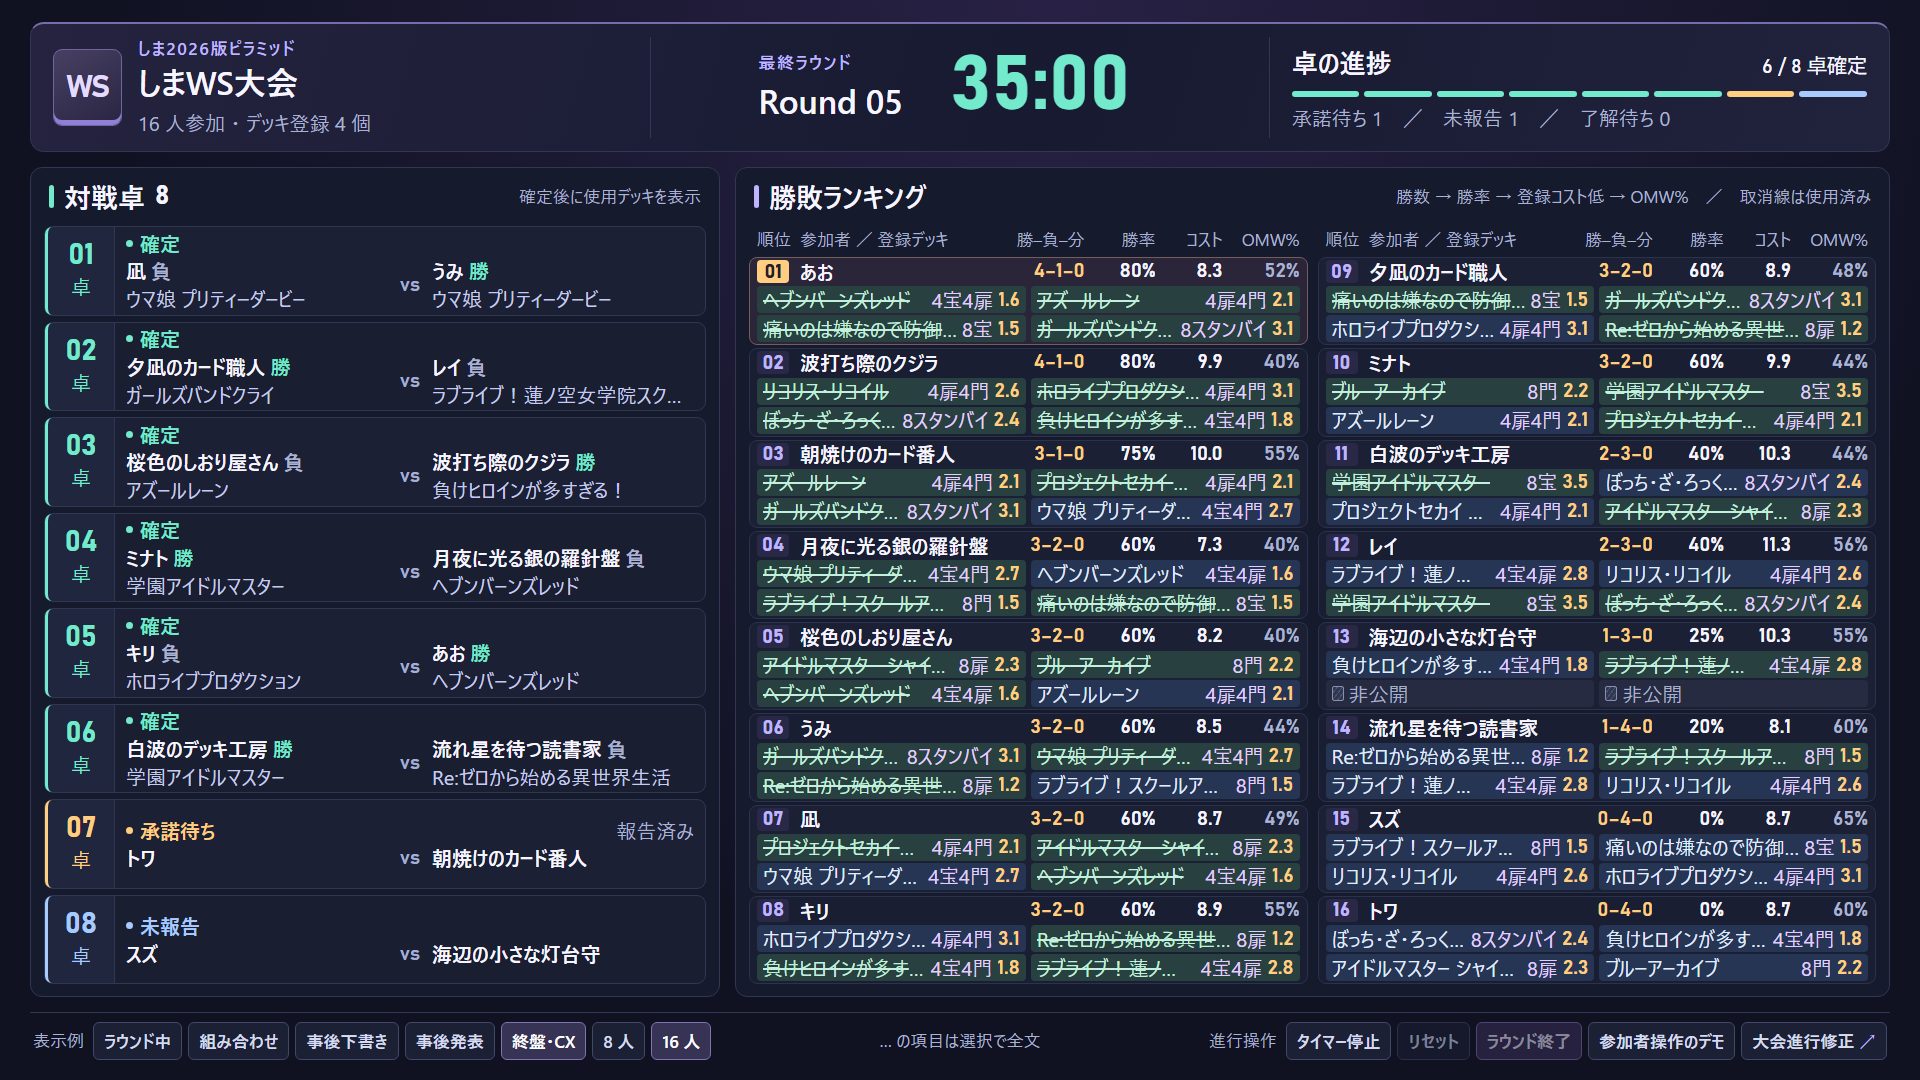 しま2026版ピラミッド
WS
しまWS大会
16 人参加・デッキ登録 4 個
最終ラウンド
Round 05
35:00
卓の進捗
6 / 8 卓確定
承諾待ち 1 ／ 未報告 1 ／ 了解待ち 0
対戦卓 8
確定後に使用デッキを表示
01 卓
• 確定
凪 負 vs うみ 勝
ウマ娘 プリティーダービー ウマ娘 プリティーダービー
02 卓
• 確定
夕凪のカード職人 勝 vs レイ 負
ガールズバンドクライ ラブライブ！蓮ノ空女学院スク...
03 卓
• 確定
桜色のしおり屋さん 負 vs 波打ち際のクジラ 勝
アズールレーン 負けヒロインが多すぎる！
04 卓
• 確定
ミナト 勝 vs 月夜に光る銀の羅針盤 負
学園アイドルマスター ヘブンバーンズレッド
05 卓
• 確定
キリ 負 vs あお 勝
ホロライブプロダクション ヘブンバーンズレッド
06 卓
• 確定
白波のデッキ工房 勝 vs 流れ星を待つ読書家 負
学園アイドルマスター Re:ゼロから始める異世界生活
07 卓
• 承諾待ち 報告済み
トワ vs 朝焼けのカード番人
08 卓
• 未報告
スズ vs 海辺の小さな灯台守
勝敗ランキング
勝数 → 勝率 → 登録コスト低 → OMW% ／ 取消線は使用済み
順位 参加者 ／ 登録デッキ 勝–負–分 勝率 コスト OMW%
01 あお 4–1–0 80% 8.3 52%
ヘブンバーンズレッド 4宝4扉 1.6 アズールレーン 4扉4門 2.1
痛いのは嫌なので防御... 8宝 1.5 ガールズバンドク... 8スタンバイ 3.1
02 波打ち際のクジラ 4–1–0 80% 9.9 40%
リコリス・リコイル 4扉4門 2.6 ホロライブプロダクシ... 4扉4門 3.1
ぼっち・ざ・ろっく... 8スタンバイ 2.4 負けヒロインが多す... 4宝4門 1.8
03 朝焼けのカード番人 3–1–0 75% 10.0 55%
アズールレーン 4扉4門 2.1 プロジェクトセカイ ... 4扉4門 2.1
ガールズバンドク... 8スタンバイ 3.1 ウマ娘 プリティーダ... 4宝4門 2.7
04 月夜に光る銀の羅針盤 3–2–0 60% 7.3 40%
ウマ娘 プリティーダ... 4宝4門 2.7 ヘブンバーンズレッド 4宝4扉 1.6
ラブライブ！スクールア... 8門 1.5 痛いのは嫌なので防御... 8宝 1.5
05 桜色のしおり屋さん 3–2–0 60% 8.2 40%
アイドルマスター シャイ... 8扉 2.3 ブルーアーカイブ 8門 2.2
ヘブンバーンズレッド 4宝4扉 1.6 アズールレーン 4扉4門 2.1
06 うみ 3–2–0 60% 8.5 44%
ガールズバンドク... 8スタンバイ 3.1 ウマ娘 プリティーダ... 4宝4門 2.7
Re:ゼロから始める異世... 8扉 1.2 ラブライブ！スクールア... 8門 1.5
07 凪 3–2–0 60% 8.7 49%
プロジェクトセカイ ... 4扉4門 2.1 アイドルマスター シャイ... 8扉 2.3
ウマ娘 プリティーダ... 4宝4門 2.7 ヘブンバーンズレッド 4宝4扉 1.6
08 キリ 3–2–0 60% 8.9 55%
ホロライブプロダクシ... 4扉4門 3.1 Re:ゼロから始める異世... 8扉 1.2
負けヒロインが多す... 4宝4門 1.8 ラブライブ！蓮ノ... 4宝4扉 2.8
順位 参加者 ／ 登録デッキ 勝–負–分 勝率 コスト OMW%
09 夕凪のカード職人 3–2–0 60% 8.9 48%
痛いのは嫌なので防御... 8宝 1.5 ガールズバンドク... 8スタンバイ 3.1
ホロライブプロダクシ... 4扉4門 3.1 Re:ゼロから始める異世... 8扉 1.2
10 ミナト 3–2–0 60% 9.9 44%
ブルーアーカイブ 8門 2.2 学園アイドルマスター 8宝 3.5
アズールレーン 4扉4門 2.1 プロジェクトセカイ ... 4扉4門 2.1
11 白波のデッキ工房 2–3–0 40% 10.3 44%
学園アイドルマスター 8宝 3.5 ぼっち・ざ・ろっく... 8スタンバイ 2.4
プロジェクトセカイ ... 4扉4門 2.1 アイドルマスター シャイ... 8扉 2.3
12 レイ 2–3–0 40% 11.3 56%
ラブライブ！蓮ノ... 4宝4扉 2.8 リコリス・リコイル 4扉4門 2.6
学園アイドルマスター 8宝 3.5 ぼっち・ざ・ろっく... 8スタンバイ 2.4
13 海辺の小さな灯台守 1–3–0 25% 10.3 55%
負けヒロインが多す... 4宝4門 1.8 ラブライブ！蓮ノ... 4宝4扉 2.8
非公開 非公開
14 流れ星を待つ読書家 1–4–0 20% 8.1 60%
Re:ゼロから始める異世... 8扉 1.2 ラブライブ！スクールア... 8門 1.5
ラブライブ！蓮ノ... 4宝4扉 2.8 リコリス・リコイル 4扉4門 2.6
15 スズ 0–4–0 0% 8.7 65%
ラブライブ！スクールア... 8門 1.5 痛いのは嫌なので防御... 8宝 1.5
リコリス・リコイル 4扉4門 2.6 ホロライブプロダクシ... 4扉4門 3.1
16 トワ 0–4–0 0% 8.7 60%
ぼっち・ざ・ろっく... 8スタンバイ 2.4 負けヒロインが多す... 4宝4門 1.8
アイドルマスター シャイ... 8扉 2.3 ブルーアーカイブ 8門 2.2
表示例 ラウンド中 組み合わせ 事後下書き 事後発表 終盤・CX 8 人 16 人
... の項目は選択で全文
進行操作 タイマー停止 リセット ラウンド終了 参加者操作のデモ 大会進行修正 ↗